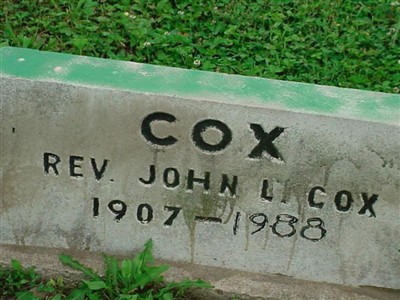 COX
REV. JOHN L. COX
1907-1988